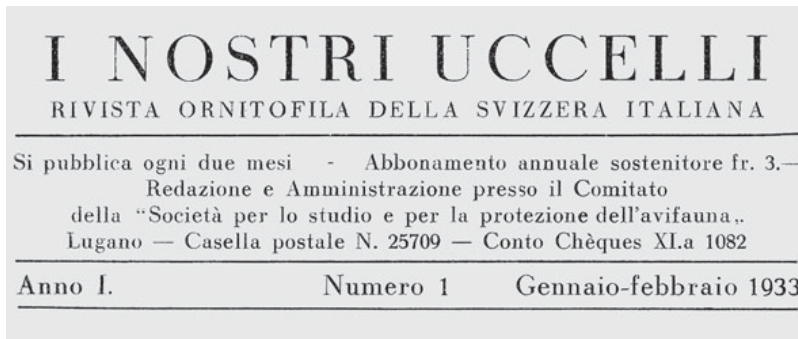 I NOSTRI UCCELLI
RIVISTA ORNITOFILA DELLA SVIZZERA ITALIANA
Si pubblica ogni due mesi - Abbonamento annuale sostenitore fr. 3.—
Redazione e Amministrazione presso il Comitato
della “Società per lo studio e per la protezione dell'avifauna„.
Lugano — Casella postale N. 25709 — Conto Chèques XI.a 1082
Anno I. Numero 1 Gennaio-febbraio 1933